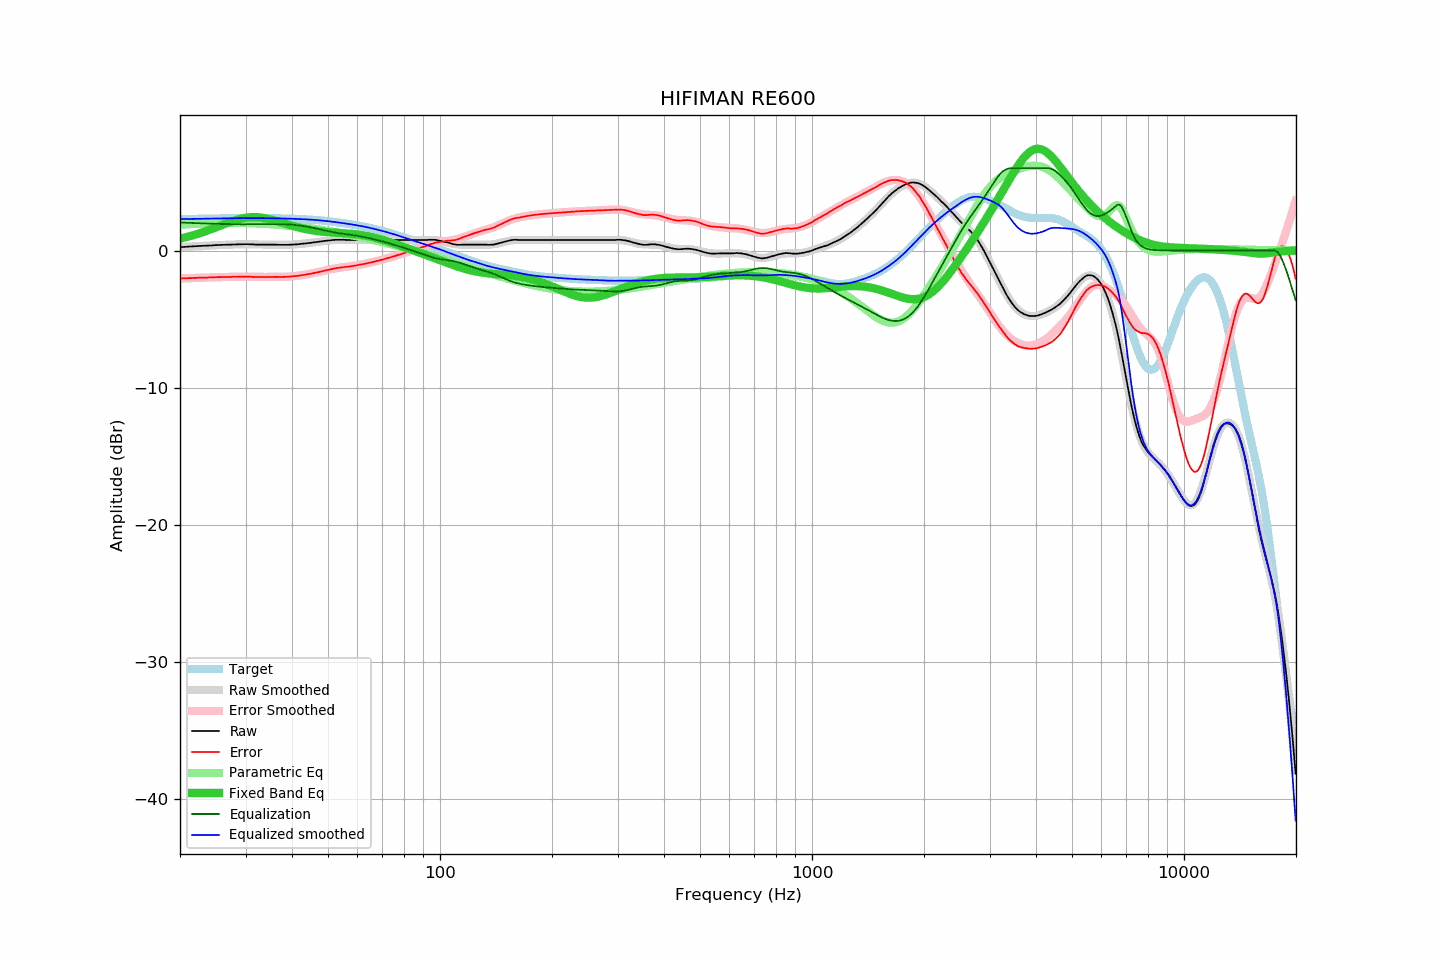 HIFIMAN RE600
Amplitude (dBr)
0
−10
−20
−30
−40
Target
Raw Smoothed
Error Smoothed
Raw
Error
Parametric Eq
Fixed Band Eq
Equalization
Equalized smoothed
100
1000
10000
Frequency (Hz)